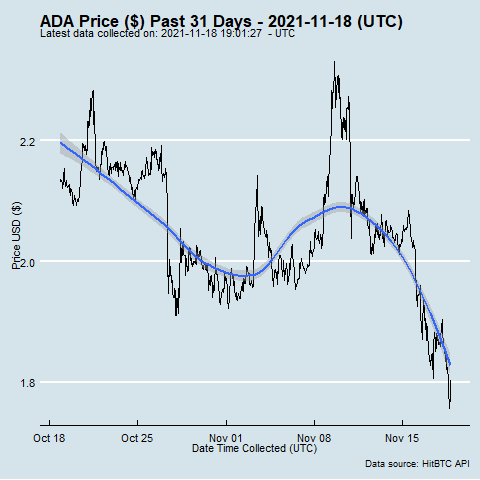 ADA Price ($) Past 31 Days - 2021-11-18 (UTC)
Latest data collected on: 2021-11-18 19:01:27 - UTC
Price USD ($)
2.2
2.0
1.8
Oct 18 Oct 25 Nov 01 Nov 08 Nov 15
Date Time Collected (UTC)
Data source: HitBTC API